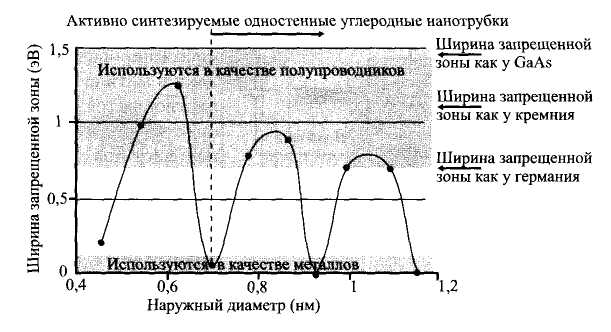 Активно синтезируемые одностенные углеродные нанотрубки
Ширина запрещенной зоны (эВ)
1,5
1
0,5
0
Используются в качестве полупроводников
Используются в качестве металлов
Ширина запрещенной
зоны как у GaAs
Ширина запрещенной
зоны как у кремния
Ширина запрещенной
зоны как у германия
0,4 0,6 0,8 1 1,2
Наружный диаметр (нм)